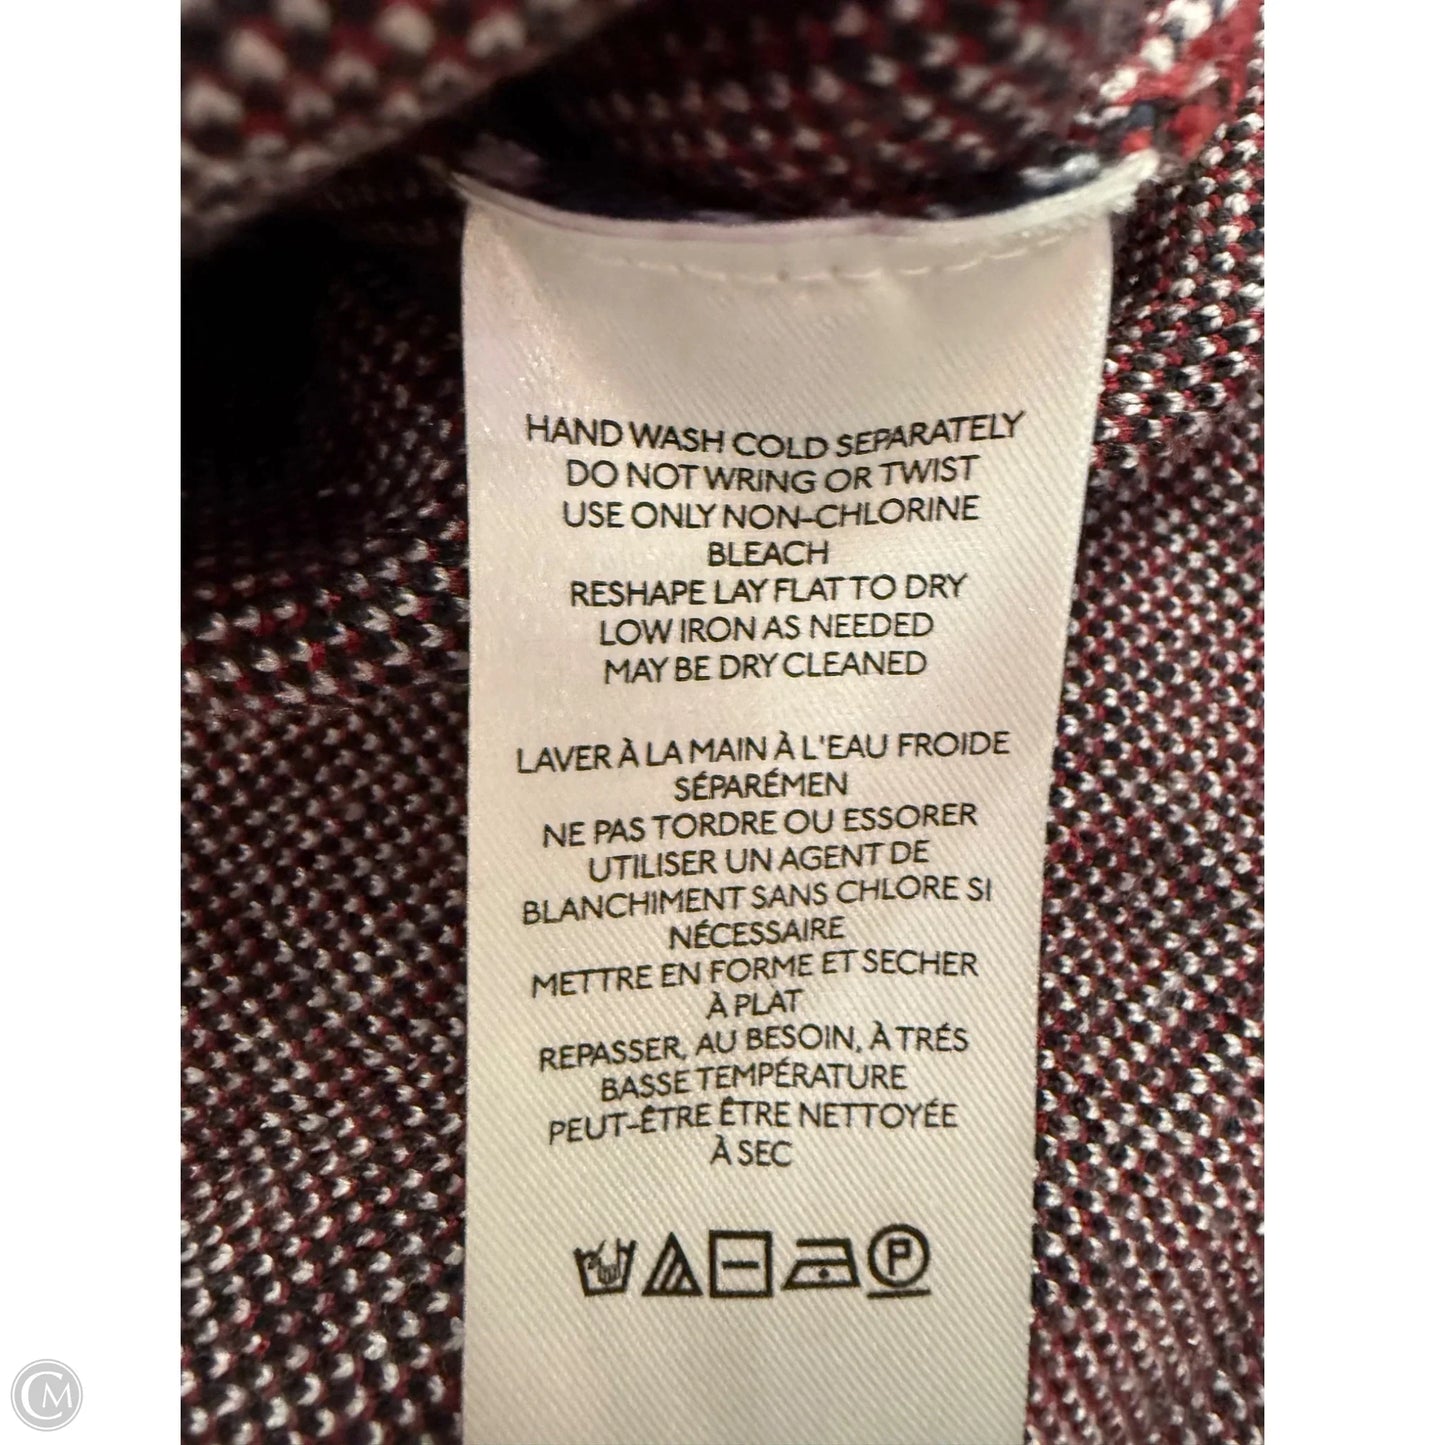 HAND WASH COLD SEPARATELY
DO NOT WRING OR TWIST
USE ONLY NON-CHLORINE
BLEACH
RESHAPE LAY FLAT TO DRY
LOW IRON AS NEEDED
MAY BE DRY CLEANED
LAVER À LA MAIN À L'EAU FROIDE
SÉPARÉMEN
NE PAS TORDRE OU ESSORER
UTILISER UN AGENT DE
BLANCHIMENT SANS CHLORE SI
NÉCESSAIRE
METTRE EN FORME ET SECHER
À PLÀT
REPASSER, AU BESOIN, À TRÉS
BASSE TEMPÉRATURE
PEUT-ÊTRE ÊTRE NETTOYÉE
À SEC
P
CM